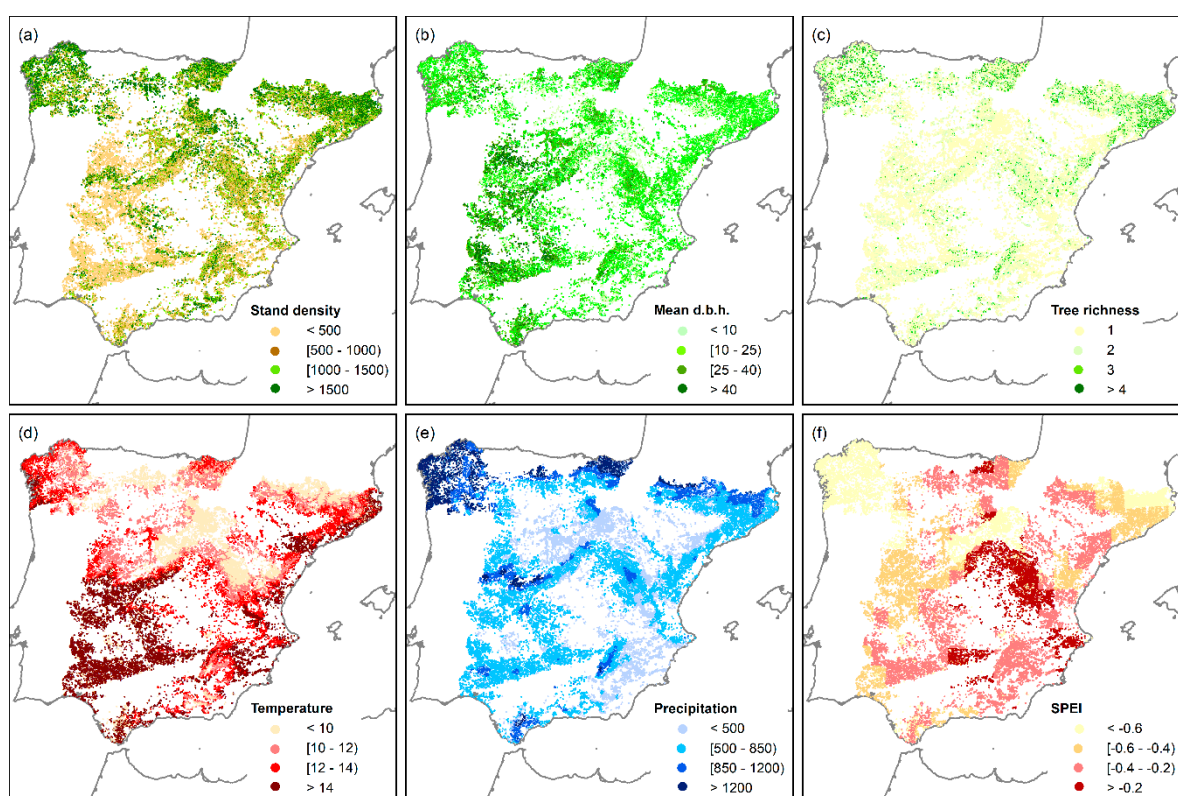 (a)
Stand density
< 500
[500 - 1000)
[1000 - 1500)
> 1500
(b)
Mean d.b.h.
< 10
[10 - 25)
[25 - 40)
> 40
(c)
Tree richness
1
2
3
> 4
(d)
Temperature
< 10
[10 - 12)
[12 - 14)
> 14
(e)
Precipitation
< 500
[500 - 850)
[850 - 1200)
> 1200
(f)
SPEI
< -0.6
[-0.6 - -0.4)
[-0.4 - -0.2)
> -0.2